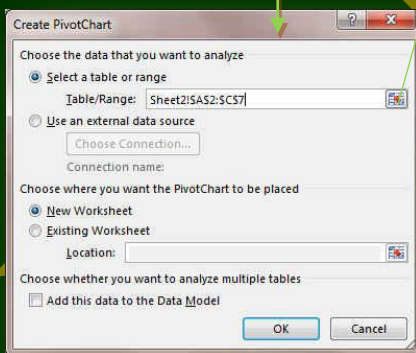 Create PivotChart
Choose the data that you want to analyze
Select a table or range
Table/Range: Sheet2!$A$2:$C$7
Use an external data source
Choose Connection...
Connection name:
Choose where you want the PivotChart to be placed
New Worksheet
Existing Worksheet
Location:
Choose whether you want to analyze multiple tables
Add this data to the Data Model
OK Cancel